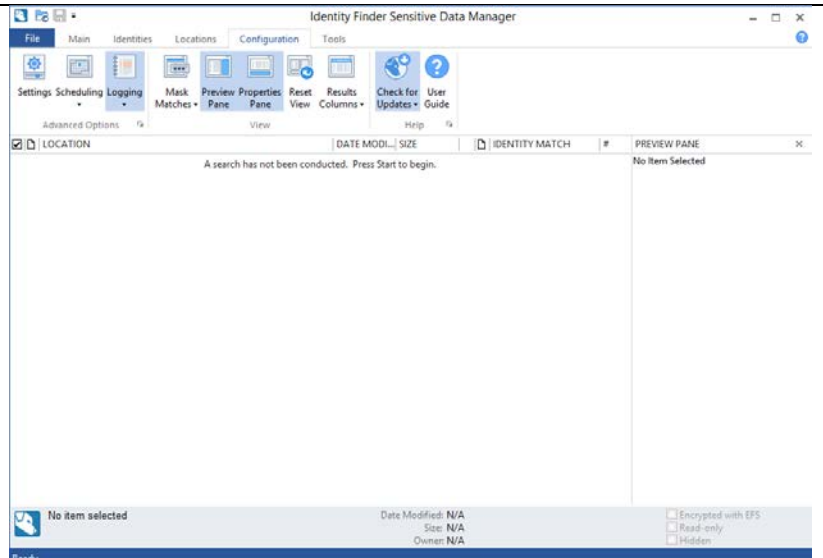 Identity Finder Sensitive Data Manager
File Main Identities Locations Configuration Tools
Settings Scheduling Logging Mask Matches Preview Pane Properties Pane Reset View Results Columns Check for Updates User Guide
Advanced Options View Help
LOCATION DATE MODI... SIZE IDENTITY MATCH # PREVIEW PANE
A search has not been conducted. Press Start to begin. No Item Selected
No item selected Date Modified: N/A Encrypted with EFS
Size: N/A Read-only
Owner: N/A Hidden
Ready